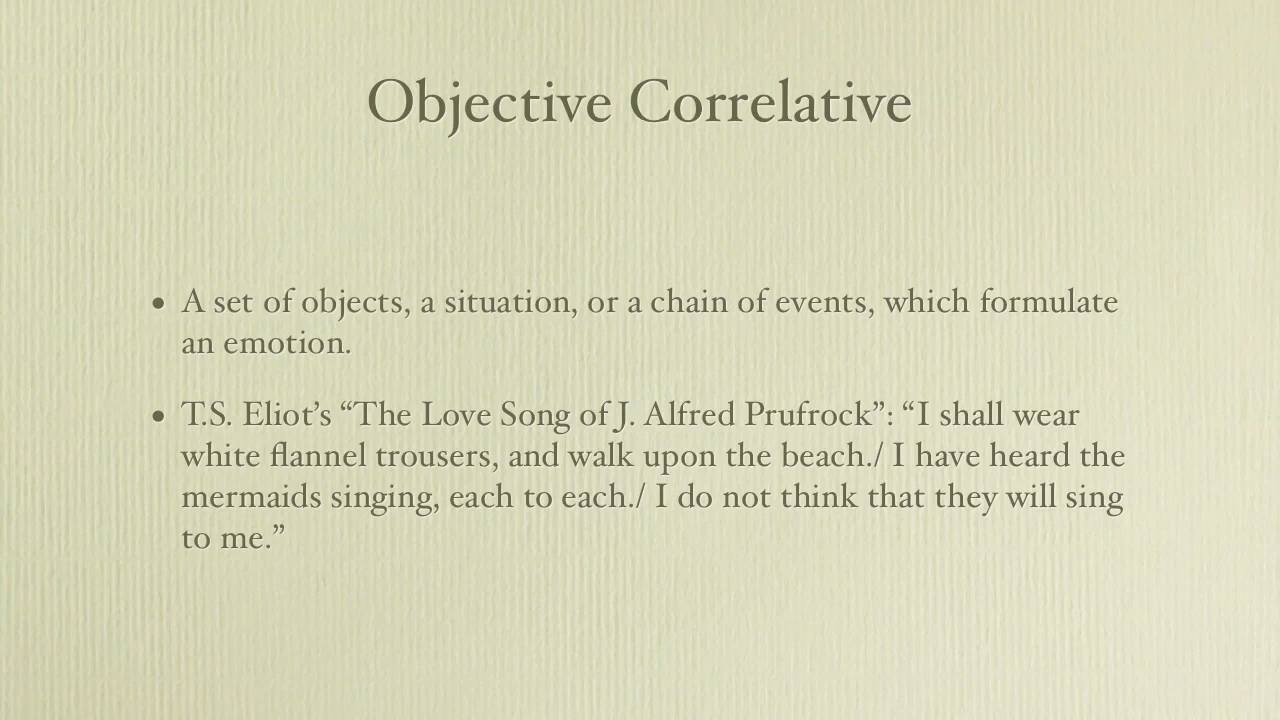 Objective Correlative
• A set of objects, a situation, or a chain of events, which formulate
an emotion.
• T.S. Eliot’s “The Love Song of J. Alfred Prufrock”: “I shall wear
white flannel trousers, and walk upon the beach./ I have heard the
mermaids singing, each to each./ I do not think that they will sing
to me.”